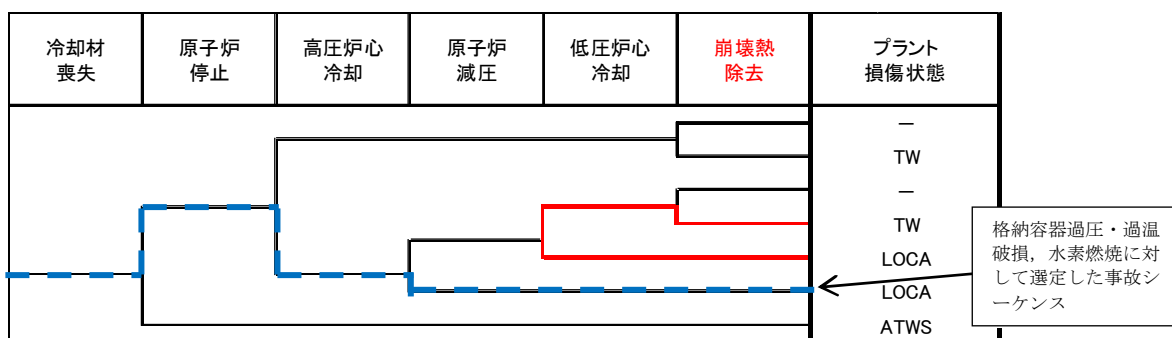 冷却材
喪失
原子炉
停止
高圧炉心
冷却
原子炉
減圧
低圧炉心
冷却
崩壊熱
除去
プラント
損傷状態
－
TW
－
TW
LOCA
LOCA
ATWS
格納容器過圧・過温
破損，水素燃焼に対
して選定した事故シ
ーケンス